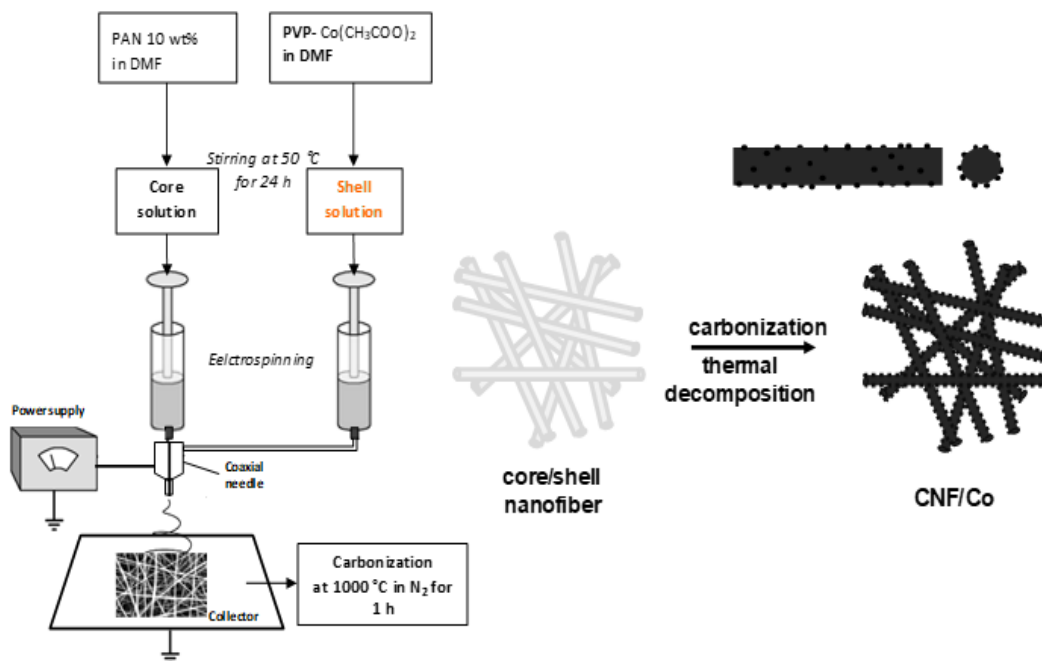 PAN 10 wt%
in DMF
PVP- Co(CH₃COO)₂
in DMF
Stirring at 50 °C
for 24 h
Core
solution
Shell
solution
Eelctrospinning
Power supply
Coaxial
needle
Collector
Carbonization
at 1000 °C in N₂ for
1 h
core/shell
nanofiber
carbonization
thermal
decomposition
CNF/Co